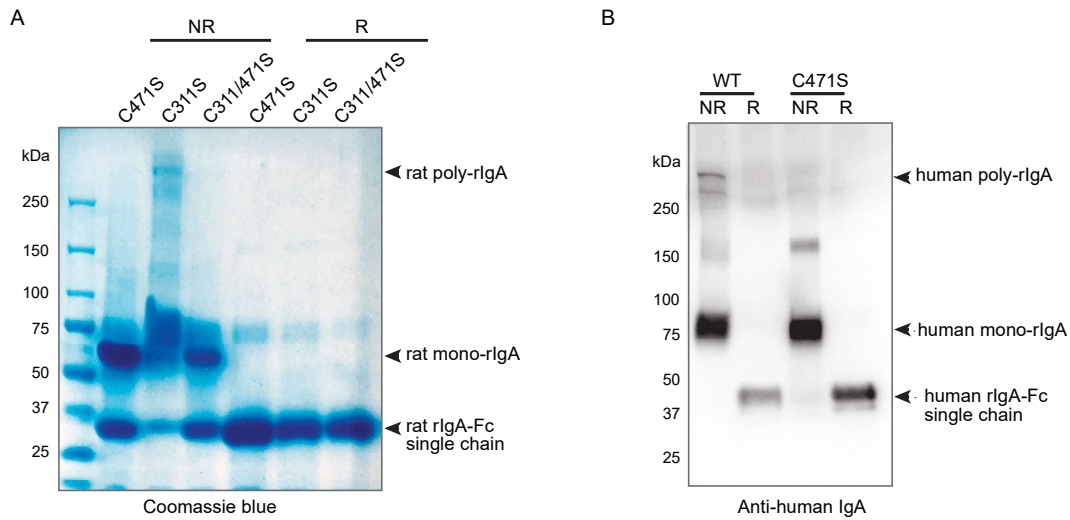 A
NR
R
C471S
C311S
C311/471S
C471S
C311S
C311/471S
kDa
250
150
100
75
50
37
25
rat poly-rIgA
rat mono-rIgA
rat rIgA-Fc
single chain
Coomassie blue
B
WT
C471S
NR
R
NR
R
kDa
250
150
100
75
50
37
25
human poly-rIgA
human mono-rIgA
human rIgA-Fc
single chain
Anti-human IgA